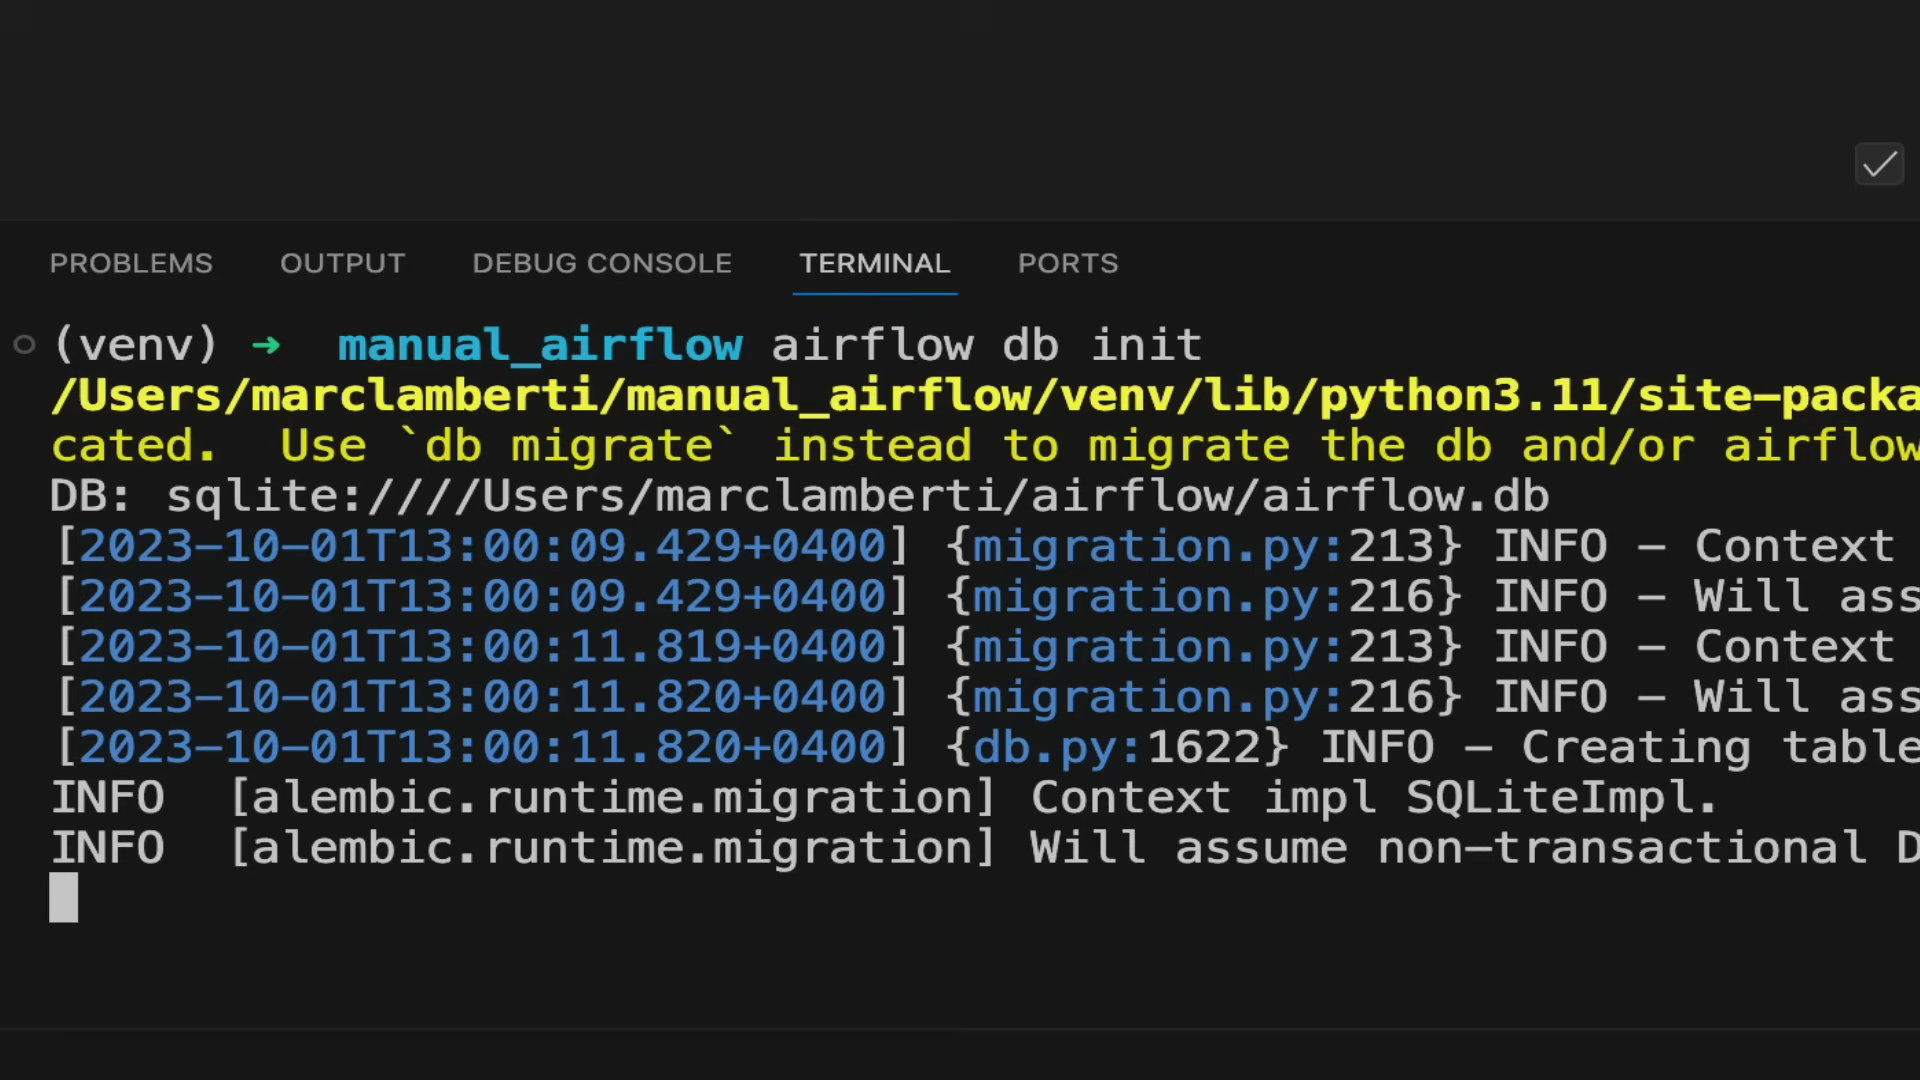 PROBLEMS OUTPUT DEBUG CONSOLE TERMINAL PORTS
(venv) ➜ manual_airflow airflow db init
/Users/marclamberti/manual_airflow/venv/lib/python3.11/site-packa
cated. Use `db migrate` instead to migrate the db and/or airflow
DB: sqlite:////Users/marclamberti/airflow/airflow.db
[2023-10-01T13:00:09.429+0400] {migration.py:213} INFO - Context
[2023-10-01T13:00:09.429+0400] {migration.py:216} INFO - Will ass
[2023-10-01T13:00:11.819+0400] {migration.py:213} INFO - Context
[2023-10-01T13:00:11.820+0400] {migration.py:216} INFO - Will ass
[2023-10-01T13:00:11.820+0400] {db.py:1622} INFO - Creating table
INFO [alembic.runtime.migration] Context impl SQLiteImpl.
INFO [alembic.runtime.migration] Will assume non-transactional D